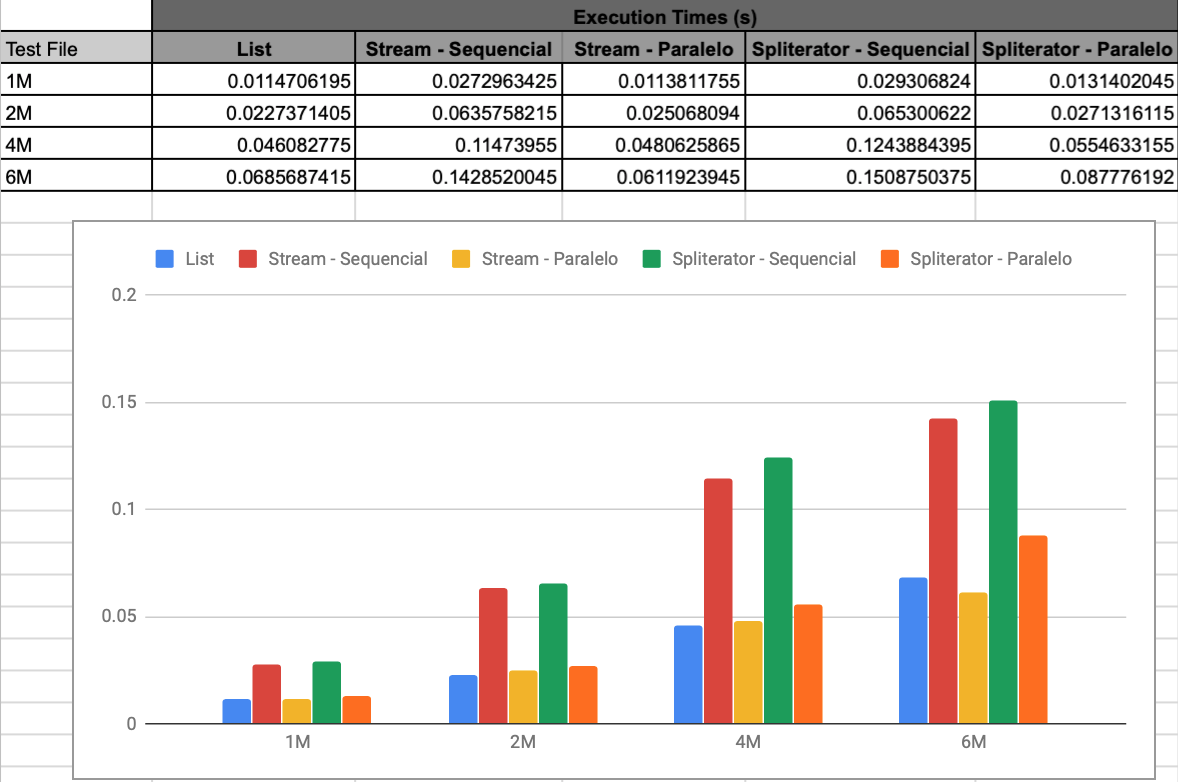 Execution Times (s)
Test File List Stream - Sequencial Stream - Paralelo Spliterator - Sequencial Spliterator - Paralelo
1M 0.0114706195 0.0272963425 0.0113811755 0.029306824 0.0131402045
2M 0.0227371405 0.0635758215 0.025068094 0.065300622 0.0271316115
4M 0.046082775 0.11473955 0.0480625865 0.1243884395 0.0554633155
6M 0.0685687415 0.1428520045 0.0611923945 0.1508750375 0.087776192
List Stream - Sequencial Stream - Paralelo Spliterator - Sequencial Spliterator - Paralelo
0.2
0.15
0.1
0.05
0
1M 2M 4M 6M